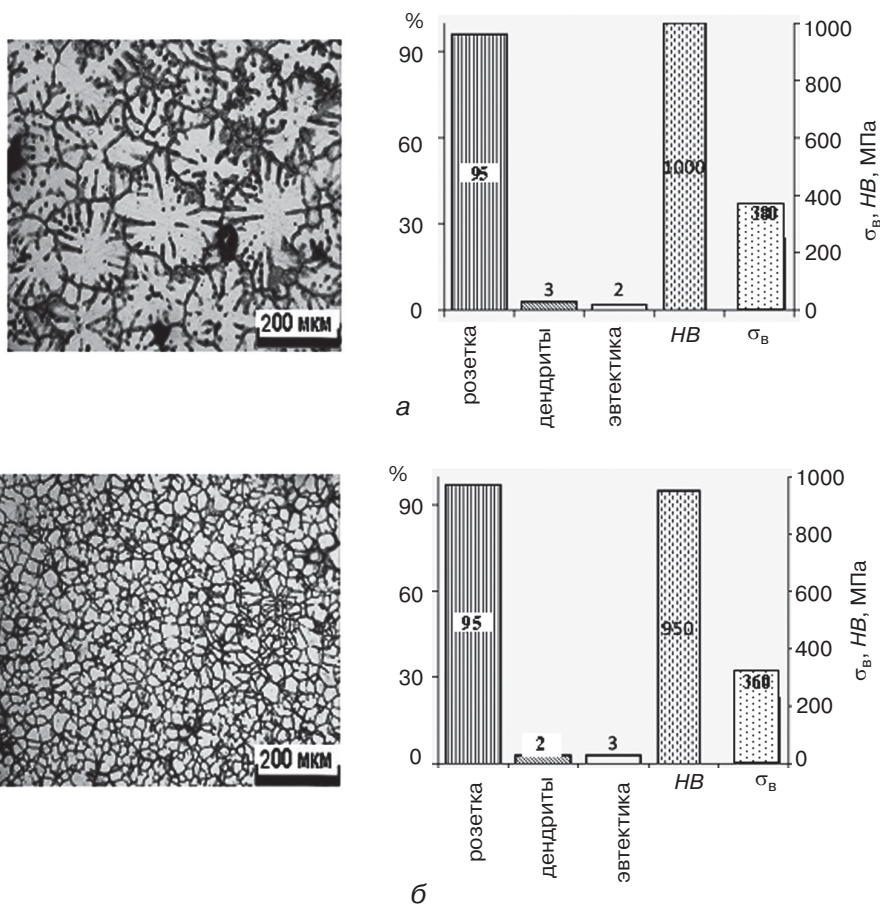 %
90
60
30
0
95
3
2
1000
380
1000
800
600
400
200
0
σв, HB, МПа
розетка
дендриты
эвтектика
HB
σв
200 мкм
а
%
90
60
30
0
95
2
3
950
360
1000
800
600
400
200
0
σв, HB, МПа
розетка
дендриты
эвтектика
HB
σв
200 мкм
б